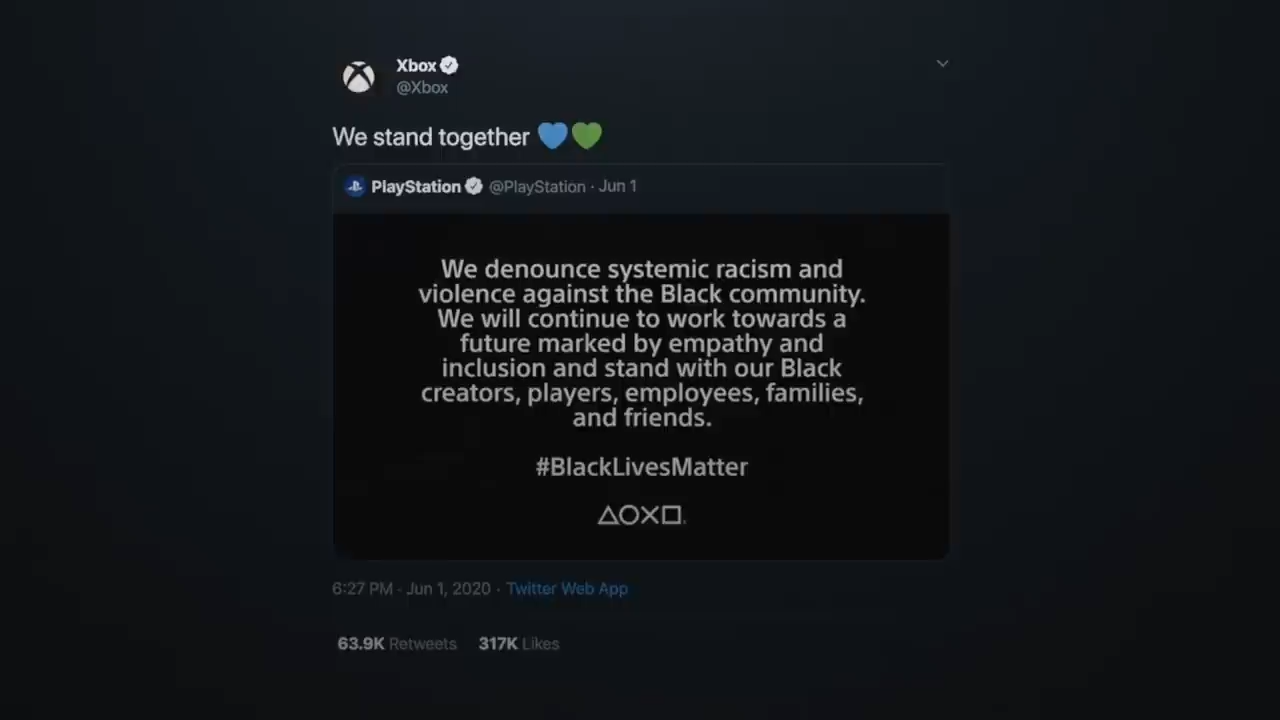 Xbox
@Xbox
We stand together 💙💚
PlayStation @PlayStation · Jun 1
We denounce systemic racism and
violence against the Black community.
We will continue to work towards a
future marked by empathy and
inclusion and stand with our Black
creators, players, employees, families,
and friends.
#BlackLivesMatter
6:27 PM · Jun 1, 2020 · Twitter Web App
63.9K Retweets 317K Likes